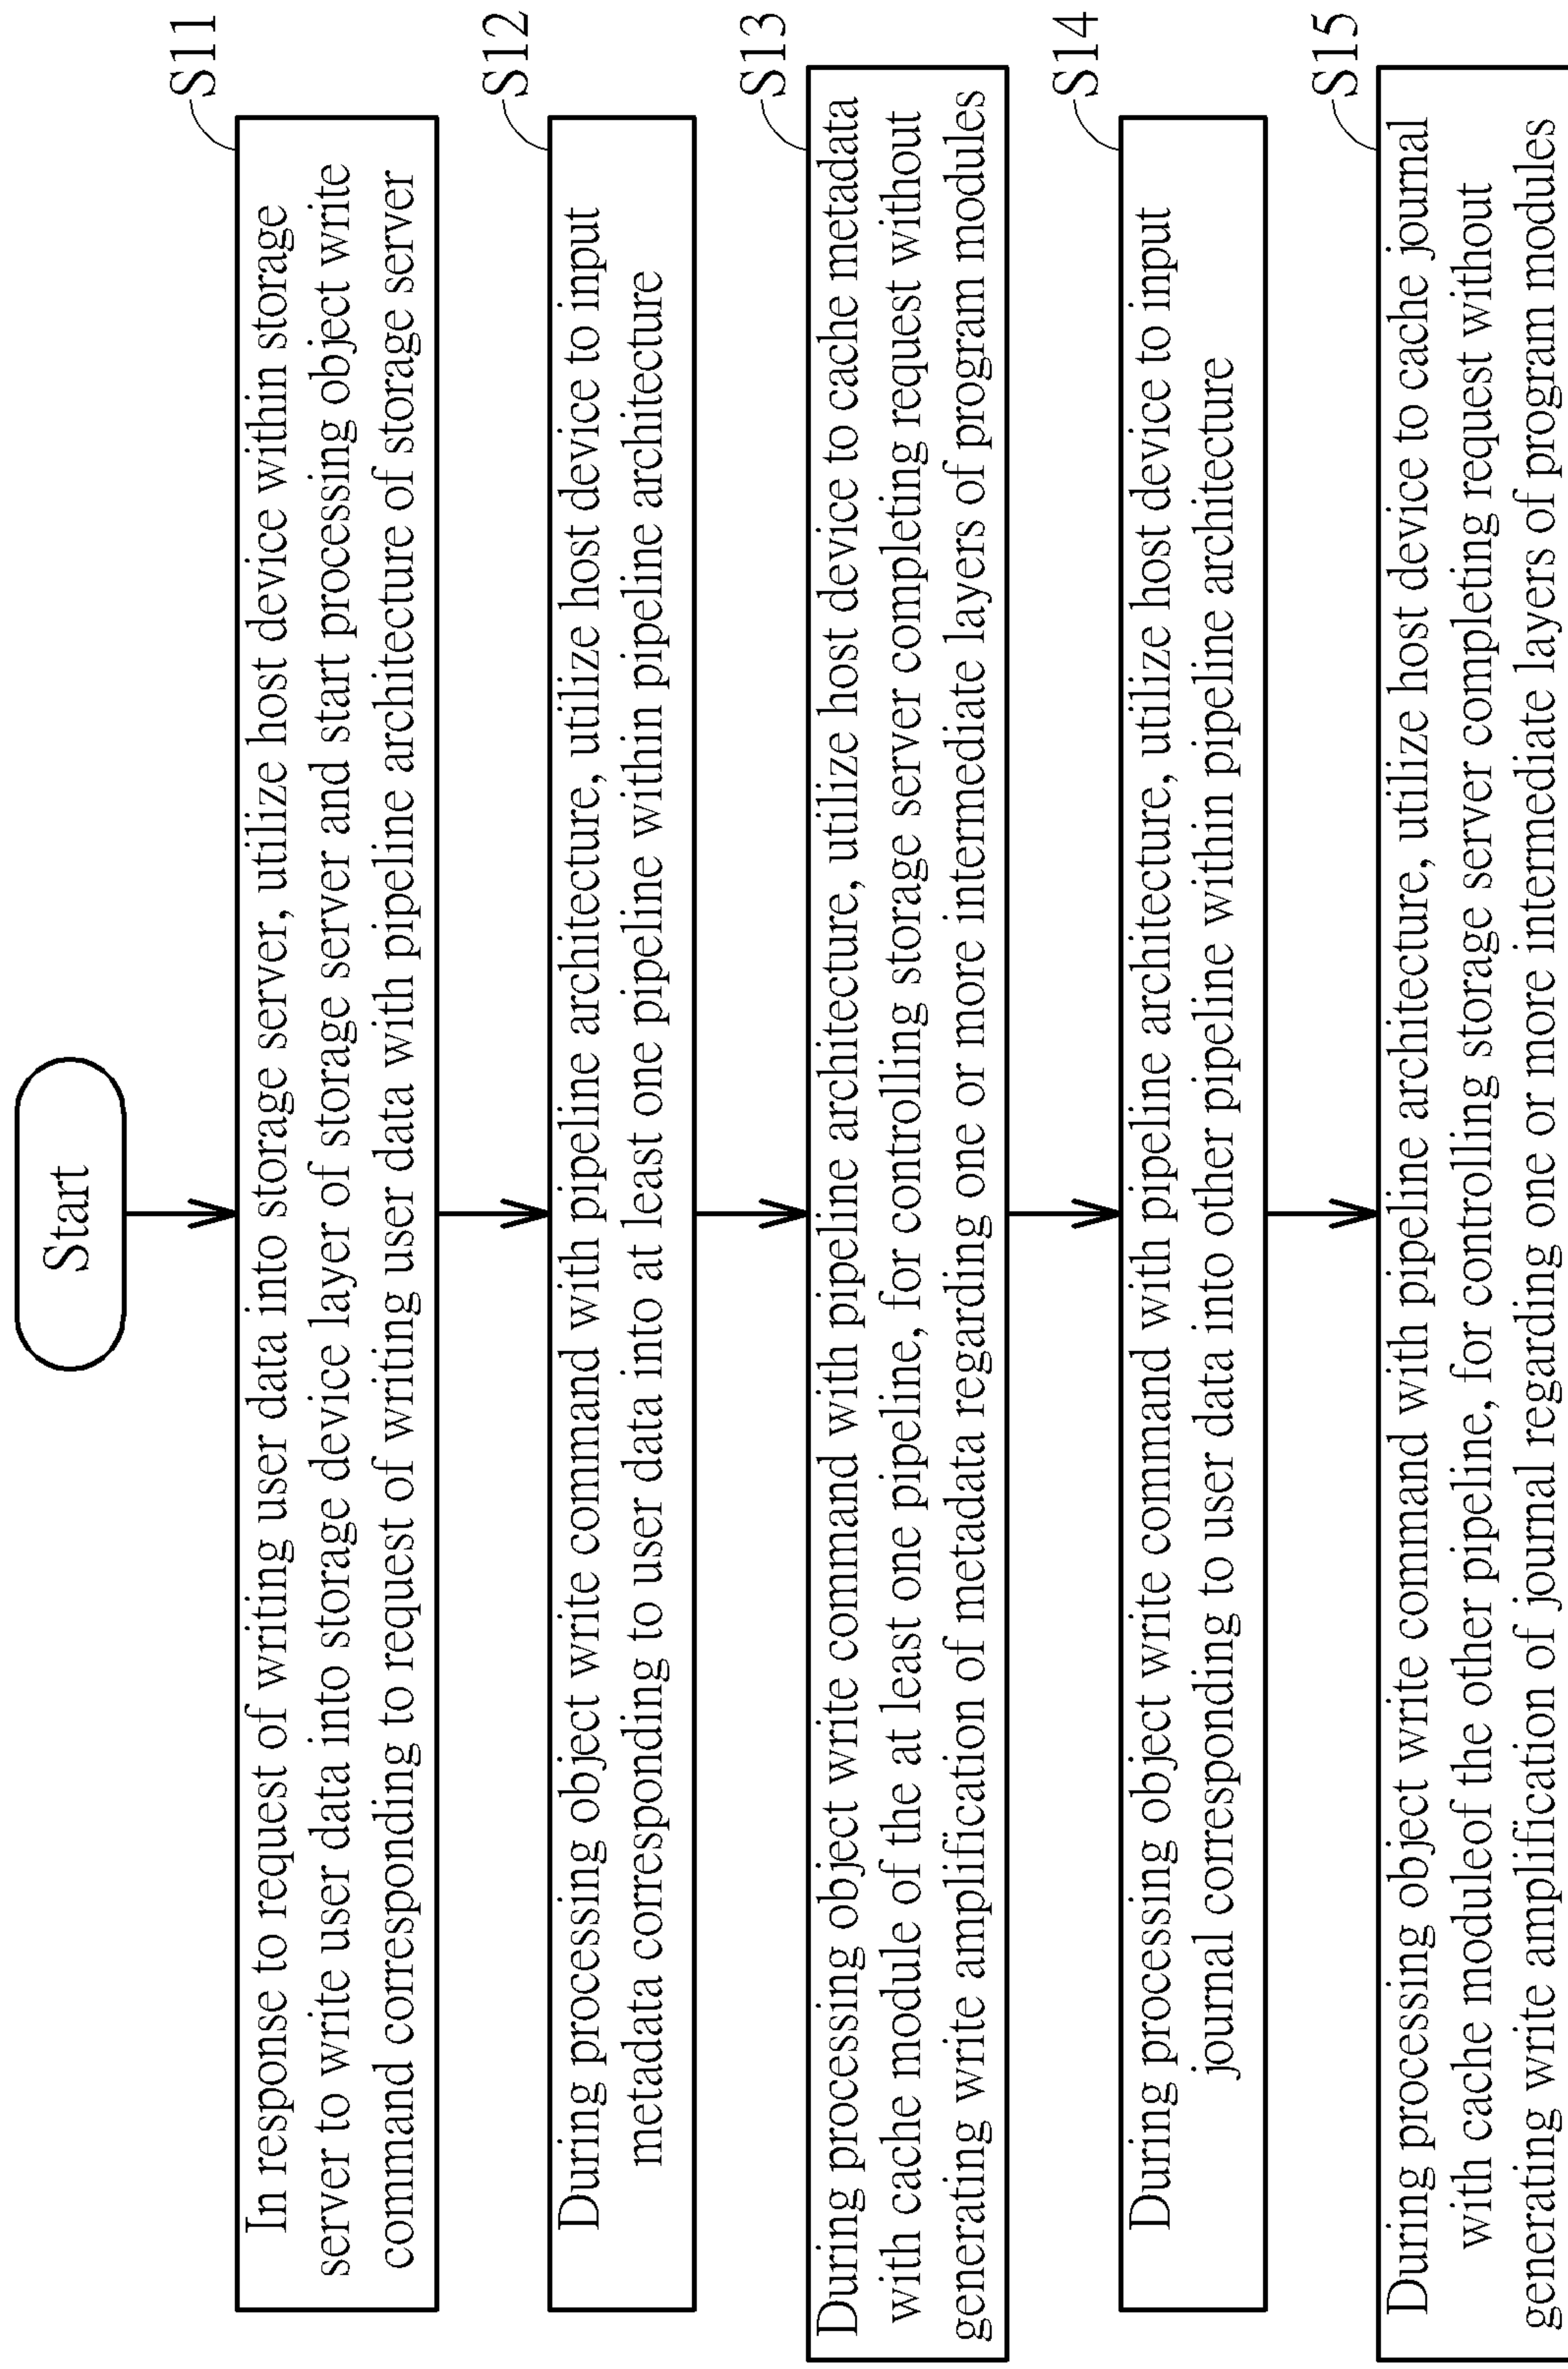 Start
S11
In response to request of writing user data into storage server, utilize host device within storage
server to write user data into storage device layer of storage server and start processing object write
command corresponding to request of writing user data with pipeline architecture of storage server
S12
During processing object write command with pipeline architecture, utilize host device to input
metadata corresponding to user data into at least one pipeline within pipeline architecture
S13
During processing object write command with pipeline architecture, utilize host device to cache metadata
with cache module of the at least one pipeline, for controlling storage server completing request without
generating write amplification of metadata regarding one or more intermediate layers of program modules
S14
During processing object write command with pipeline architecture, utilize host device to input
journal corresponding to user data into other pipeline within pipeline architecture
S15
During processing object write command with pipeline architecture, utilize host device to cache journal
with cache moduleof the other pipeline, for controlling storage server completing request without
generating write amplification of journal regarding one or more intermediate layers of program modules